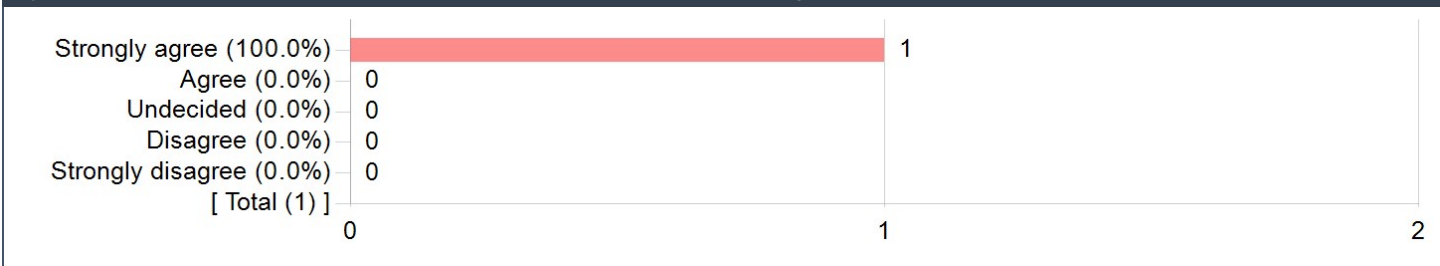 Strongly agree (100.0%) 1
Agree (0.0%) 0
Undecided (0.0%) 0
Disagree (0.0%) 0
Strongly disagree (0.0%) 0
[ Total (1) ]
0 1 2